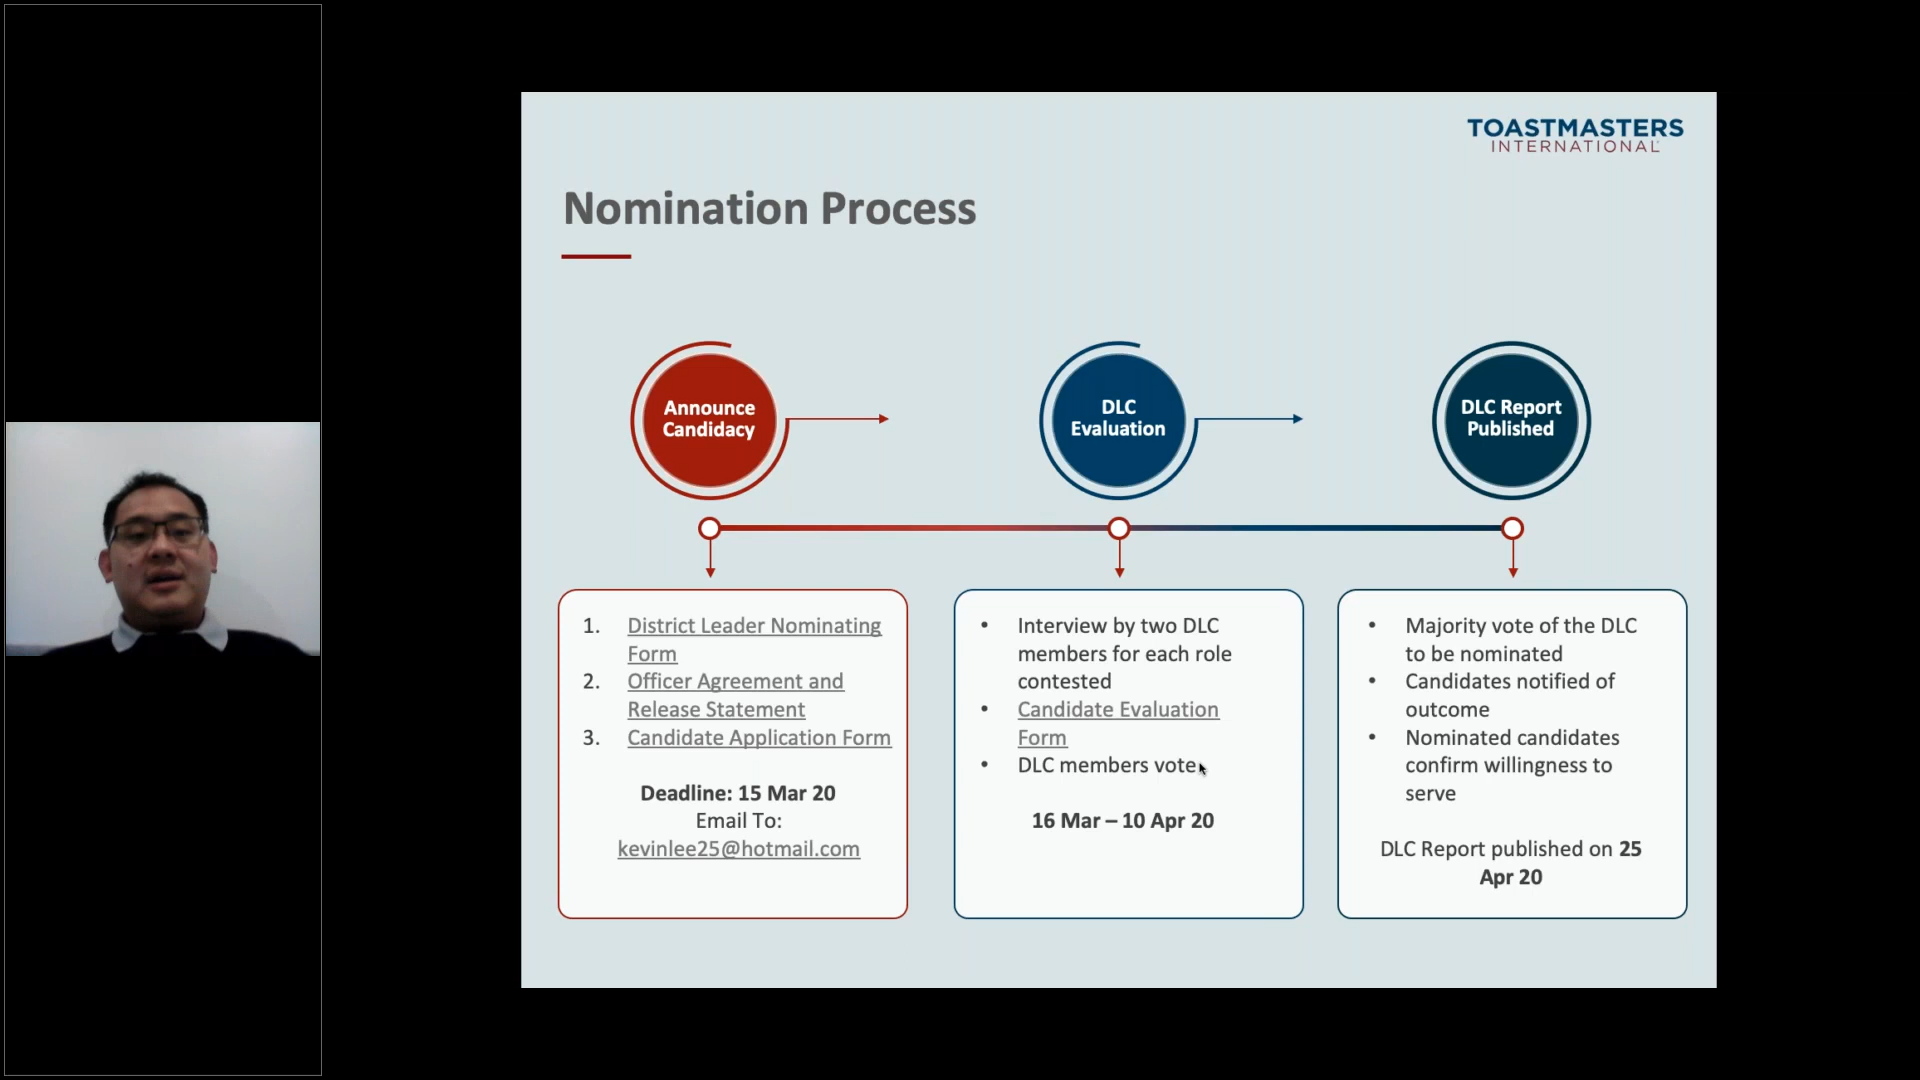 TOASTMASTERS
INTERNATIONAL
Nomination Process
Announce
Candidacy
DLC
Evaluation
DLC Report
Published
1. District Leader Nominating
Form
2. Officer Agreement and
Release Statement
3. Candidate Application Form
Deadline: 15 Mar 20
Email To:
kevinlee25@hotmail.com
• Interview by two DLC
members for each role
contested
• Candidate Evaluation
Form
• DLC members vote
16 Mar – 10 Apr 20
• Majority vote of the DLC
to be nominated
• Candidates notified of
outcome
• Nominated candidates
confirm willingness to
serve
DLC Report published on 25
Apr 20